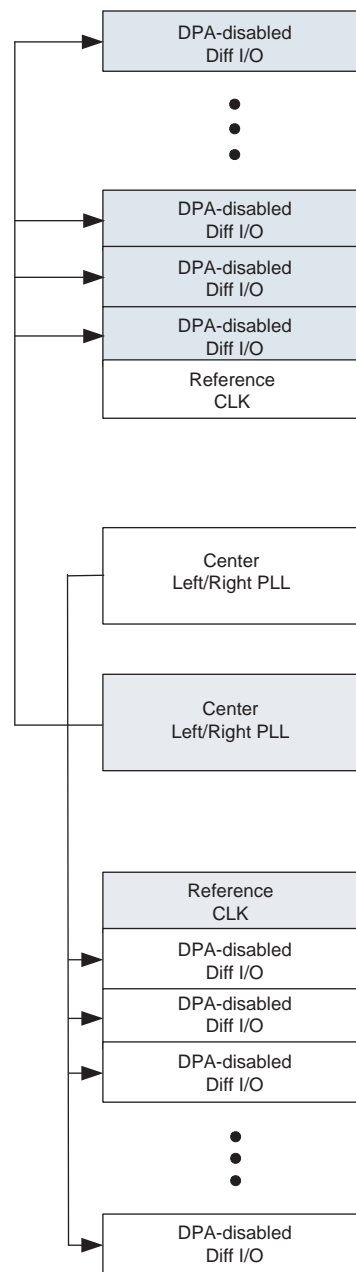 DPA-disabled
Diff I/O
DPA-disabled
Diff I/O
DPA-disabled
Diff I/O
DPA-disabled
Diff I/O
Reference
CLK
Center
Left/Right PLL
Center
Left/Right PLL
Reference
CLK
DPA-disabled
Diff I/O
DPA-disabled
Diff I/O
DPA-disabled
Diff I/O
DPA-disabled
Diff I/O